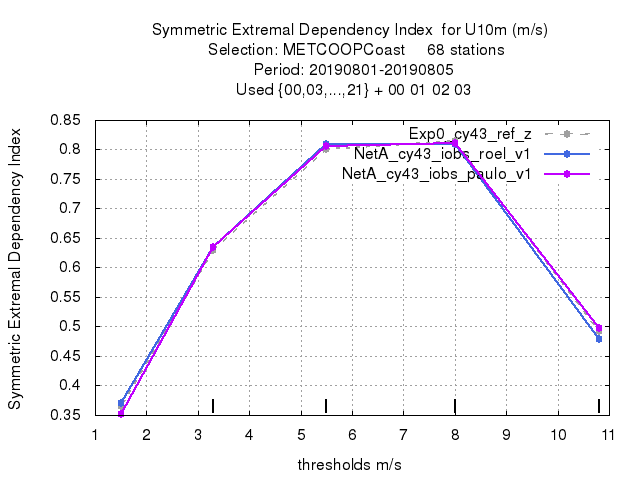 Symmetric Extremal Dependency Index  for U10m (m/s)
Selection: METCOOPCoast     68 stations
Period: 20190801-20190805
Used {00,03,...,21} + 00 01 02 03
Symmetric Extremal Dependency Index
0.85
0.8
0.75
0.7
0.65
0.6
0.55
0.5
0.45
0.4
0.35
Exp0_cy43_ref_z
NetA_cy43_iobs_roel_v1
NetA_cy43_iobs_paulo_v1
1 2 3 4 5 6 7 8 9 10 11
thresholds m/s